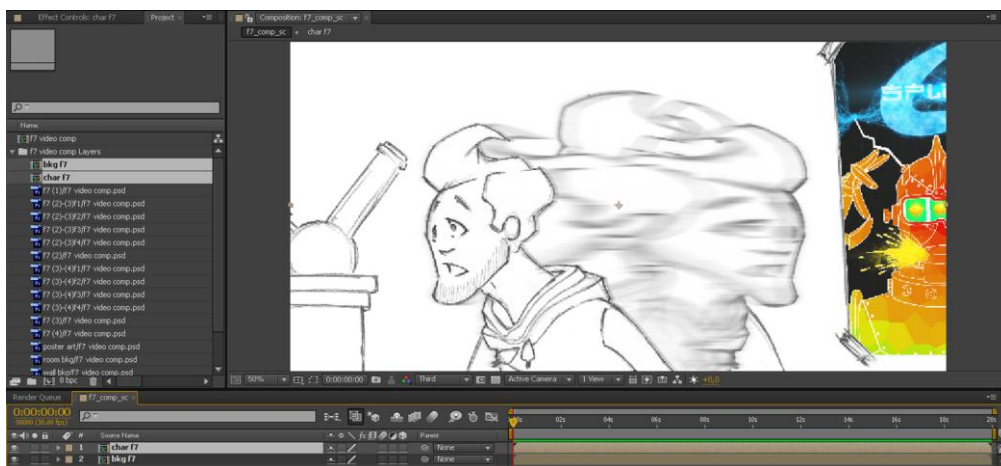 Effect Controls: char f7
Project
Composition: f7_comp_sc
f7_comp_sc
char f7
Name
f7 video comp
f7 video comp Layers
bkg f7
char f7
f7 (1)/f7 video comp.psd
f7 (2)-(3)f1/f7 video comp.psd
f7 (2)-(3)f2/f7 video comp.psd
f7 (2)-(3)f3/f7 video comp.psd
f7 (2)-(3)f4/f7 video comp.psd
f7 (2)/f7 video comp.psd
f7 (3)-(4)f1/f7 video comp.psd
f7 (3)-(4)f2/f7 video comp.psd
f7 (3)-(4)f3/f7 video comp.psd
f7 (3)-(4)f4/f7 video comp.psd
f7 (3)/f7 video comp.psd
f7 (4)/f7 video comp.psd
poster art/f7 video comp.psd
room bkg/f7 video comp.psd
wall bkg/f7 video comp.psd
8 bpc
50%
0:00:00:00
Third
Active Camera
1 View
+0,0
Render Queue
f7_comp_sc
0:00:00:00
00000 (30.00 fps)
02s
04s
06s
08s
10s
12s
14s
16s
18s
20s
#
Source Name
Parent
1
char f7
None
2
bkg f7
None